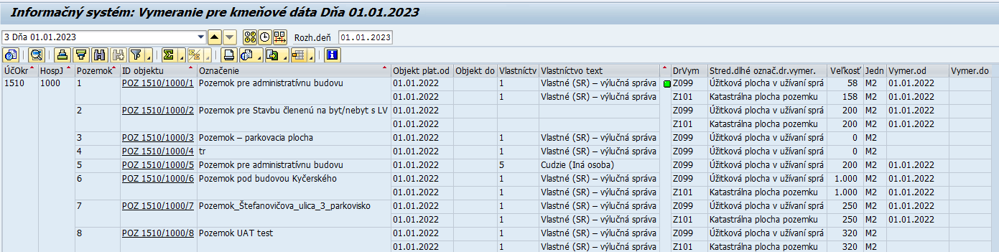 Informačný systém: Vymeranie pre kmeňové dáta Dňa 01.01.2023
3 Dňa 01.01.2023 Rozh.deň 01.01.2023
ÚčOkr HospJ Pozemok ID objektu Označenie Objekt plat.od Objekt do Vlastníctv Vlastníctvo text DrVym Stred.dlhé označ.dr.vymer. Veľkosť Jedn Vymer.od Vymer.do
1510 1000 1 POZ 1510/1000/1 Pozemok pre administratívnu budovu 01.01.2022 1 Vlastné (SR) – výlučná správa Z099 Úžitková plocha v užívaní sprá 58 M2 01.01.2022
01.01.2022 1 Vlastné (SR) – výlučná správa Z101 Katastrálna plocha pozemku 158 M2 01.01.2022
2 POZ 1510/1000/2 Pozemok pre Stavbu členenú na byt/nebyt s LV 01.01.2022 Z099 Úžitková plocha v užívaní sprá 200 M2 01.01.2022
01.01.2022 Z101 Katastrálna plocha pozemku 200 M2 01.01.2022
3 POZ 1510/1000/3 Pozemok – parkovacia plocha 01.01.2022 1 Vlastné (SR) – výlučná správa Z099 Úžitková plocha v užívaní sprá 0 M2
4 POZ 1510/1000/4 tr 01.01.2022 1 Vlastné (SR) – výlučná správa Z099 Úžitková plocha v užívaní sprá 0 M2
5 POZ 1510/1000/5 Pozemok pre administratívnu budovu 01.01.2022 5 Cudzie (Iná osoba) Z099 Úžitková plocha v užívaní sprá 200 M2 01.01.2022
6 POZ 1510/1000/6 Pozemok pod budovou Kyčerského 01.01.2022 1 Vlastné (SR) – výlučná správa Z099 Úžitková plocha v užívaní sprá 1.000 M2 01.01.2022
01.01.2022 1 Vlastné (SR) – výlučná správa Z101 Katastrálna plocha pozemku 1.000 M2 01.01.2022
7 POZ 1510/1000/7 Pozemok_Štefanovičova_ulica_3_parkovisko 01.01.2022 1 Vlastné (SR) – výlučná správa Z099 Úžitková plocha v užívaní sprá 250 M2 01.01.2022
01.01.2022 1 Vlastné (SR) – výlučná správa Z101 Katastrálna plocha pozemku 250 M2 01.01.2022
8 POZ 1510/1000/8 Pozemok UAT test 01.01.2022 1 Vlastné (SR) – výlučná správa Z099 Úžitková plocha v užívaní sprá 320 M2
01.01.2022 1 Vlastné (SR) – výlučná správa Z101 Katastrálna plocha pozemku 320 M2